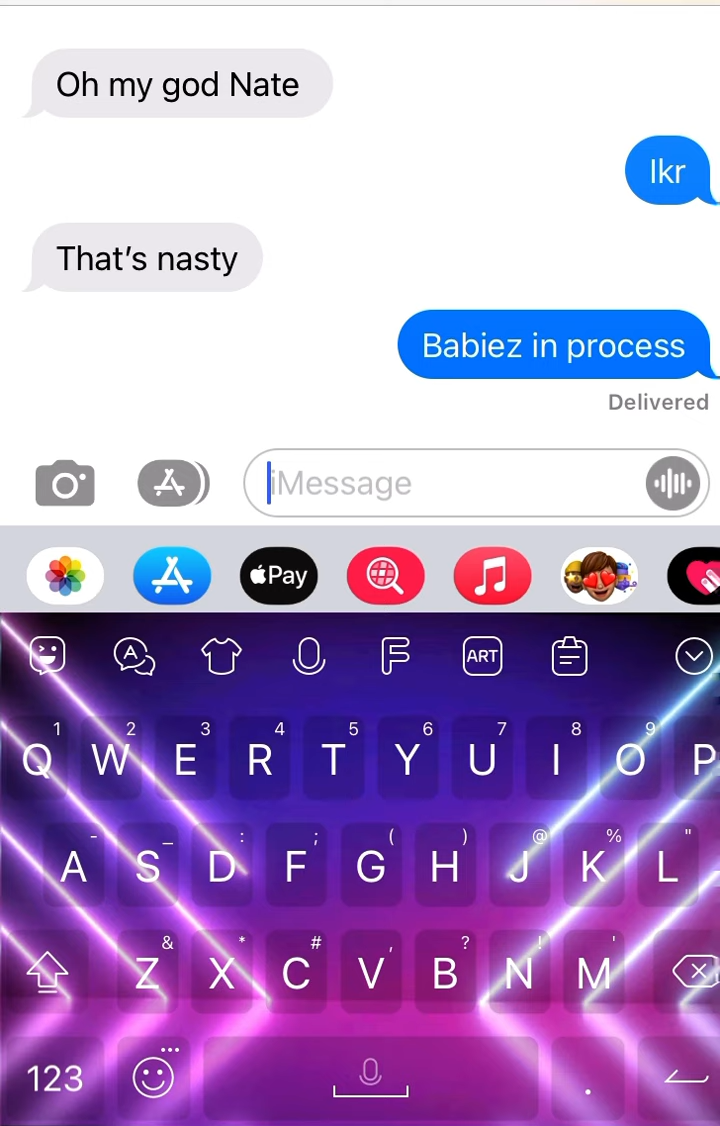 Oh my god Nate
Ikr
That's nasty
Babiez in process
Delivered
iMessage
Pay
A
F
ART
1 2 3 4 5 6 7 8 9
Q W E R T Y U I O P
- _ : ; ( ) @ % "
A S D F G H J K L
& * # , ? ! '
Z X C V B N M
123 .